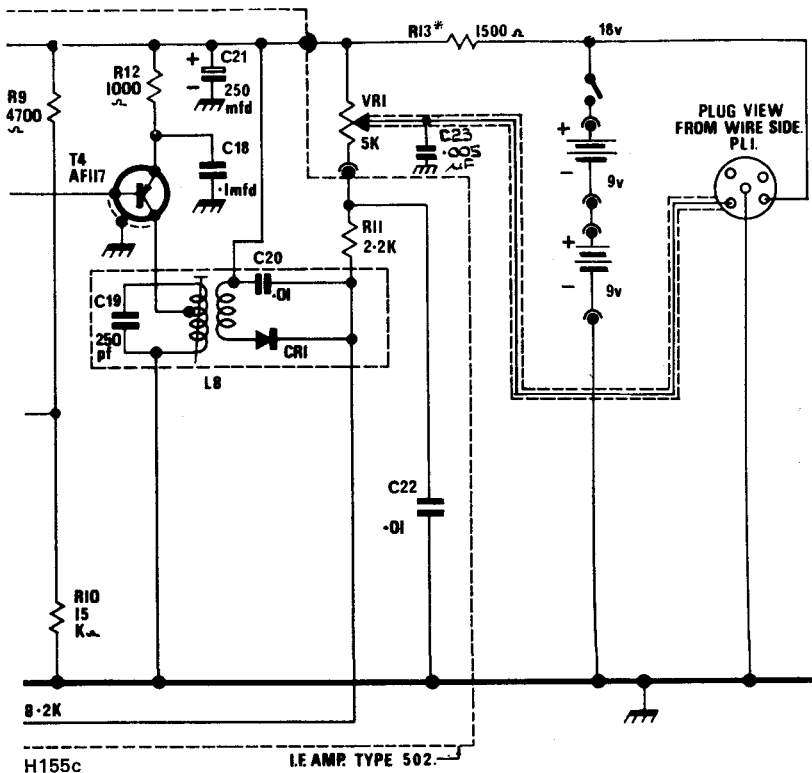 R13* 1500 Ω 18v
R12
1000
Ω
+ C21
- 250
mfd
R9
4700
Ω
VR1
5K
C23
.005
µF
PLUG VIEW
FROM WIRE SIDE.
PL1.
T4
AF117
C18
.1mfd
+
- 9v
+
- 9v
R11
2.2K
C20
.01
C19
250
pf
CR1
L8
C22
.01
R10
15
KΩ
8.2K
I.F. AMP. TYPE 502.
H155c